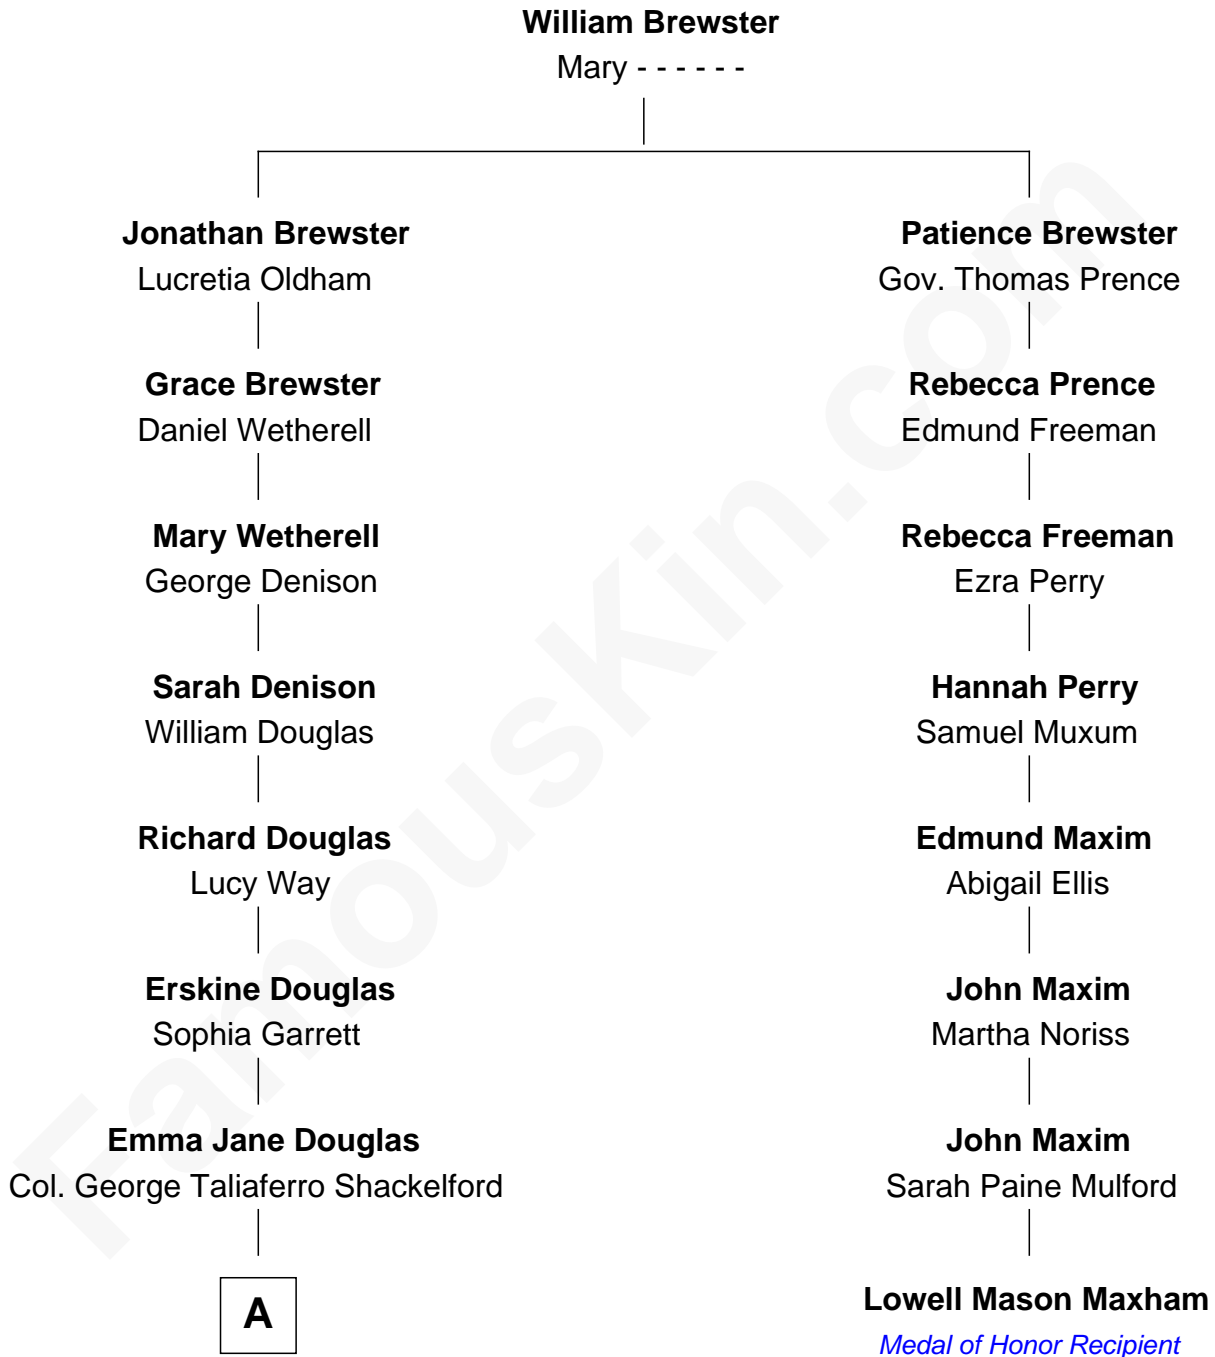 William Brewster
Mary - - - - - -
Jonathan Brewster
Lucretia Oldham
Patience Brewster
Gov. Thomas Prence
Grace Brewster
Daniel Wetherell
Rebecca Prence
Edmund Freeman
Mary Wetherell
George Denison
Rebecca Freeman
Ezra Perry
Sarah Denison
William Douglas
Hannah Perry
Samuel Muxum
Richard Douglas
Lucy Way
Edmund Maxim
Abigail Ellis
Erskine Douglas
Sophia Garrett
John Maxim
Martha Noriss
Emma Jane Douglas
Col. George Taliaferro Shackelford
John Maxim
Sarah Paine Mulford
A
Lowell Mason Maxham
Medal of Honor Recipient
FamousKin.com